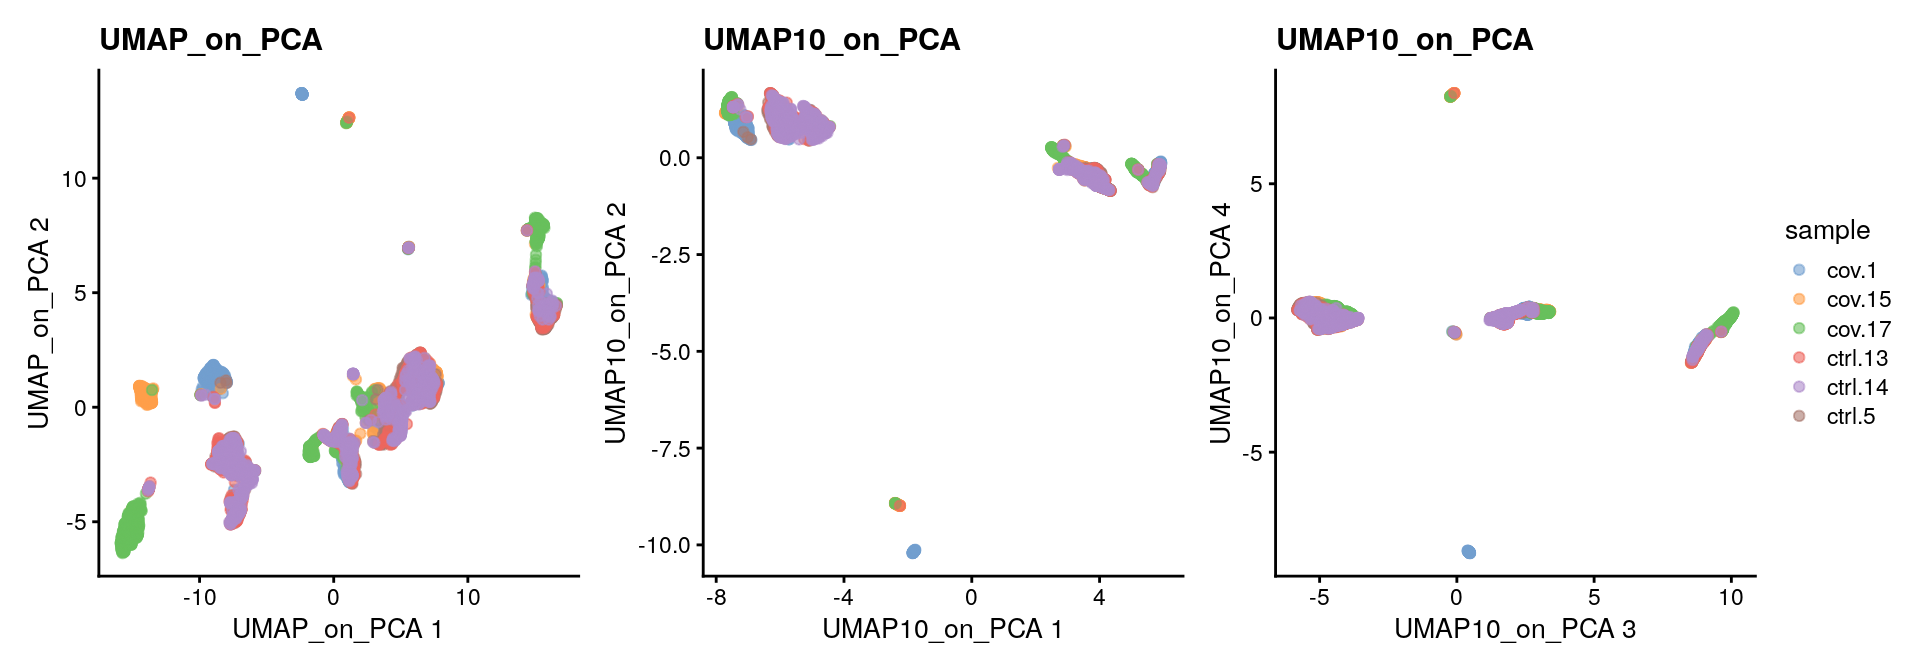 UMAP_on_PCA
10
5
0
-5
-10
0
10
UMAP_on_PCA 1
UMAP_on_PCA 2
UMAP10_on_PCA
0.0
-2.5
-5.0
-7.5
-10.0
-8
-4
0
4
UMAP10_on_PCA 1
UMAP10_on_PCA 2
UMAP10_on_PCA
5
0
-5
-5
0
5
10
UMAP10_on_PCA 3
UMAP10_on_PCA 4
sample
cov.1
cov.15
cov.17
ctrl.13
ctrl.14
ctrl.5